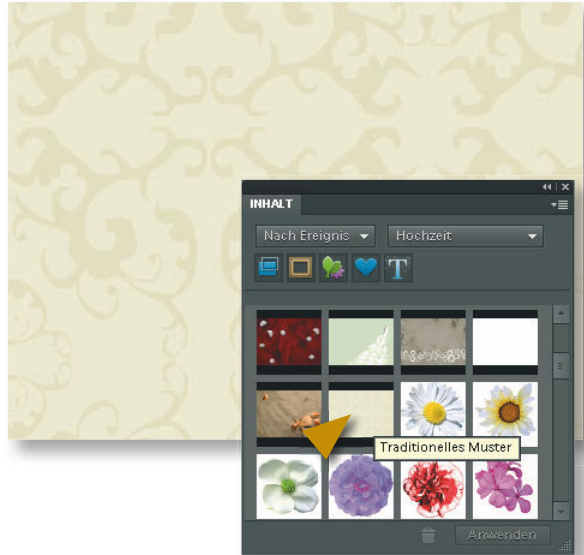 INHALT
Nach Ereignis Hochzeit
T
Traditionelles Muster
Anwenden